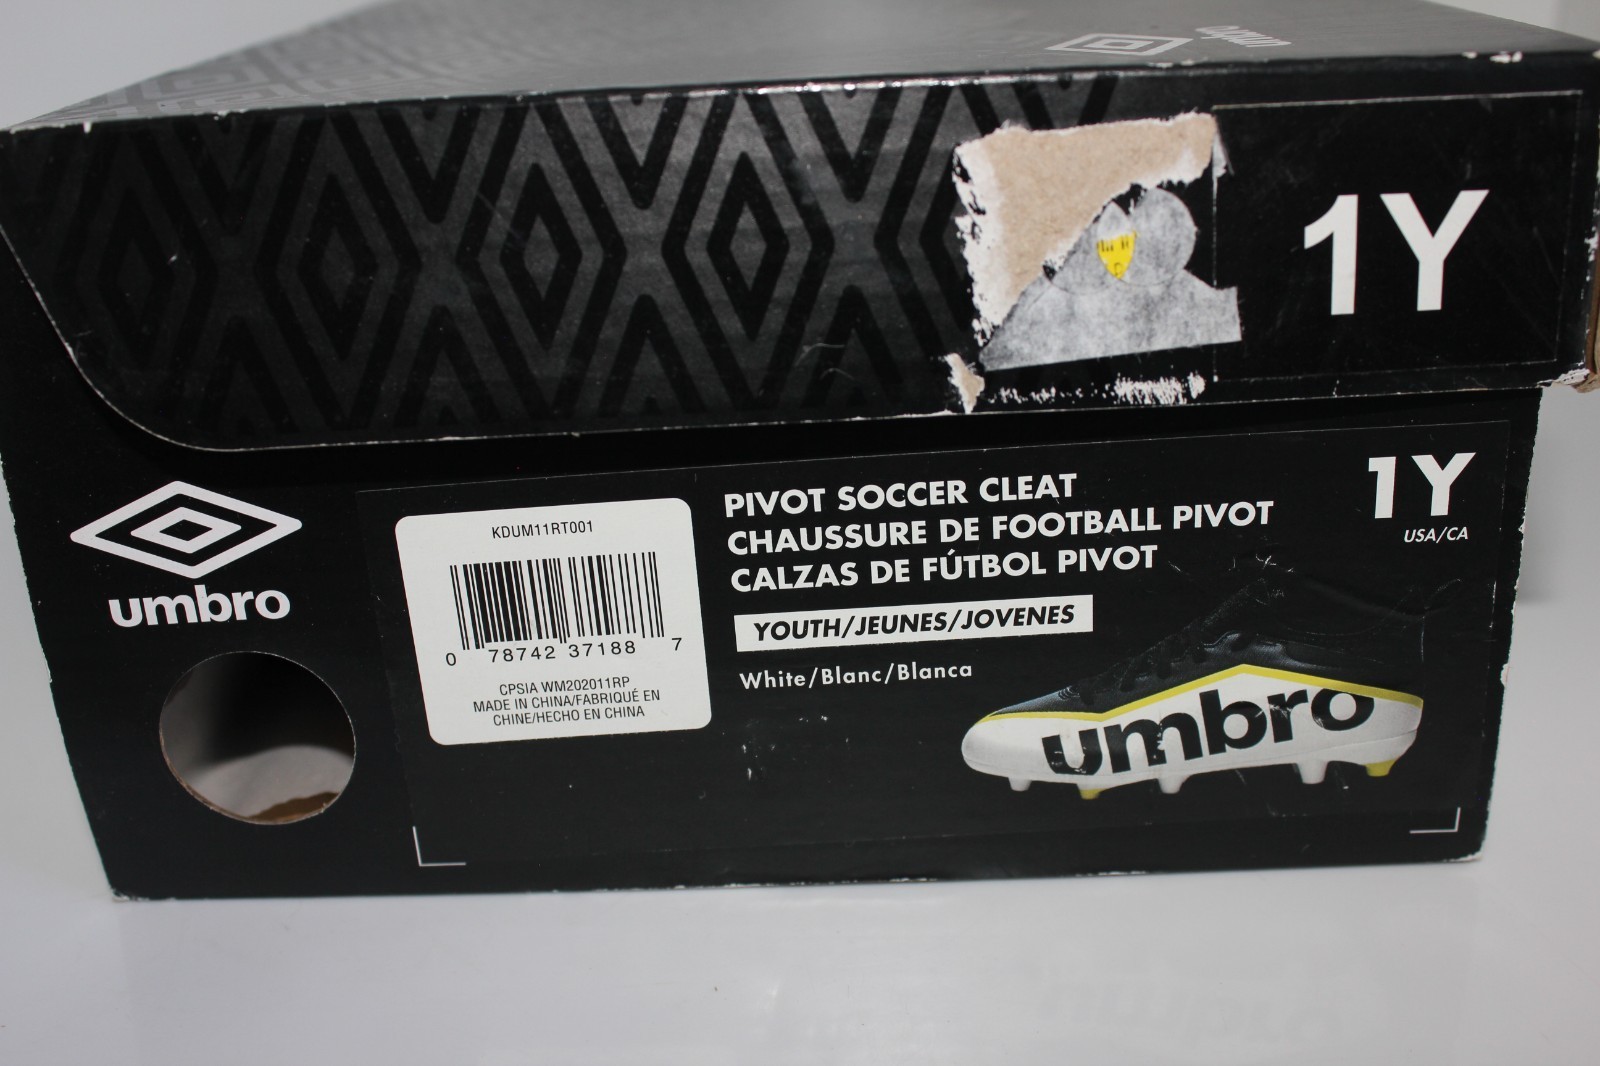 umbro
1Y
umbro
KDUM11RT001
0 78742 37188 7
CPSIA WM202011RP
MADE IN CHINA/FABRIQUÉ EN
CHINE/HECHO EN CHINA
PIVOT SOCCER CLEAT
CHAUSSURE DE FOOTBALL PIVOT
CALZAS DE FÚTBOL PIVOT
YOUTH/JEUNES/JOVENES
White/Blanc/Blanca
1Y
USA/CA
umbro